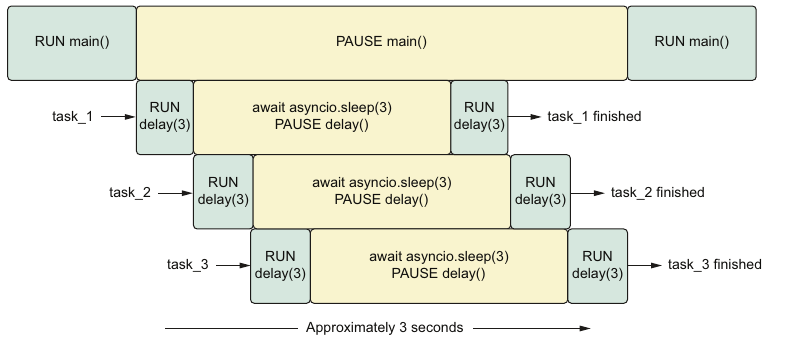 RUN main()
PAUSE main()
RUN main()
task_1
RUN
delay(3)
await asyncio.sleep(3)
PAUSE delay()
RUN
delay(3)
task_1 finished
task_2
RUN
delay(3)
await asyncio.sleep(3)
PAUSE delay()
RUN
delay(3)
task_2 finished
task_3
RUN
delay(3)
await asyncio.sleep(3)
PAUSE delay()
RUN
delay(3)
task_3 finished
Approximately 3 seconds